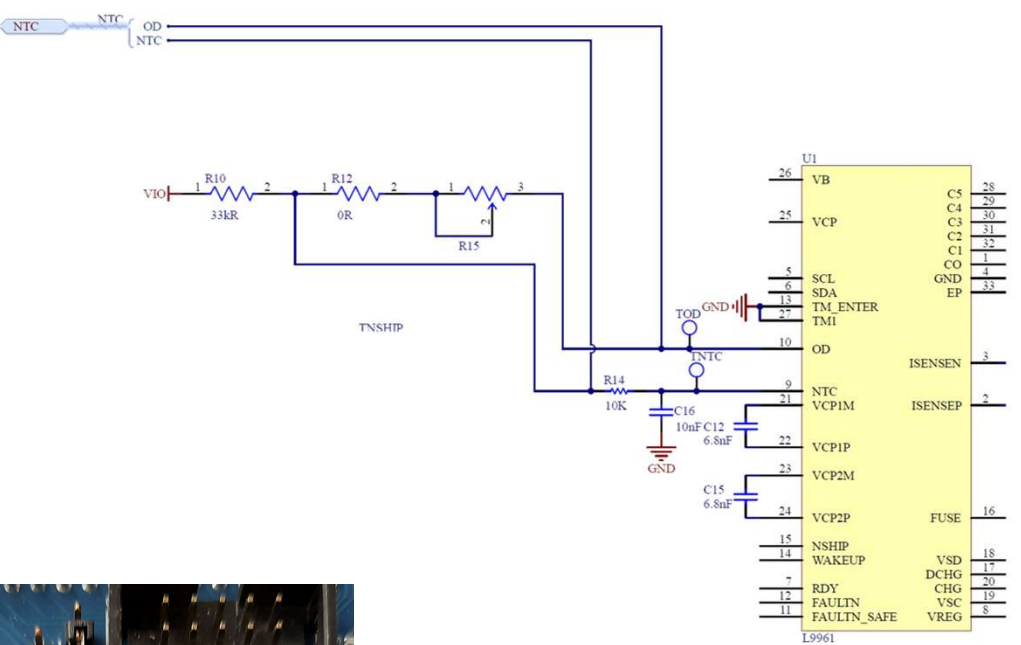 NTC
NTC
OD
NTC
VIO
1
R10
2
33kR
1
R12
2
0R
1
3
2
R15
TNSHIP
GND
TOD
TNTC
R14
10K
C16
10nF
GND
C12
6.8nF
C15
6.8nF
U1
26 VB
25 VCP
5 SCL
6 SDA
13 TM_ENTER
27 TM1
10 OD
9 NTC
21 VCP1M
22 VCP1P
23 VCP2M
24 VCP2P
15 NSHIP
14 WAKEUP
7 RDY
12 FAULTN
11 FAULTN_SAFE
C5 28
C4 29
C3 30
C2 31
C1 32
CO 1
GND 4
EP 33
ISENSEN 3
ISENSEP 2
FUSE 16
VSD 18
DCHG 17
CHG 20
VSC 19
VREG 8
L9961